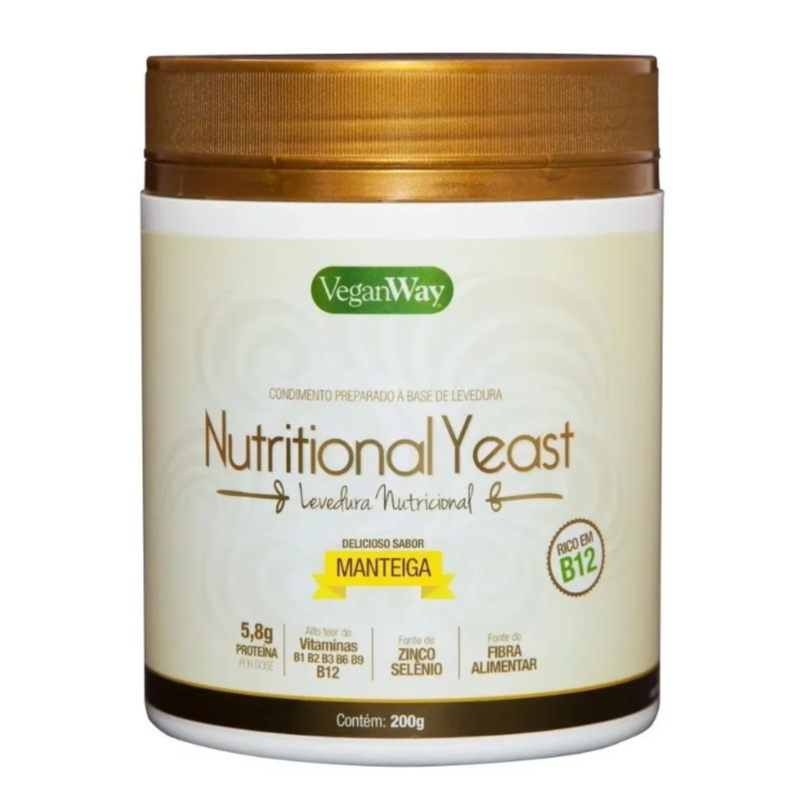 VeganWay
CONDIMENTO PREPARADO À BASE DE LEVEDURA
Nutritional Yeast
Levedura Nutricional
DELICIOSO SABOR
MANTEIGA
RICO EM
B12
5,8g
PROTEÍNA
POR DOSE
Alto teor de
Vitaminas
B1 B2 B3 B6 B9
B12
Fonte de
ZINCO
SELÊNIO
Fonte de
FIBRA
ALIMENTAR
Contém: 200g